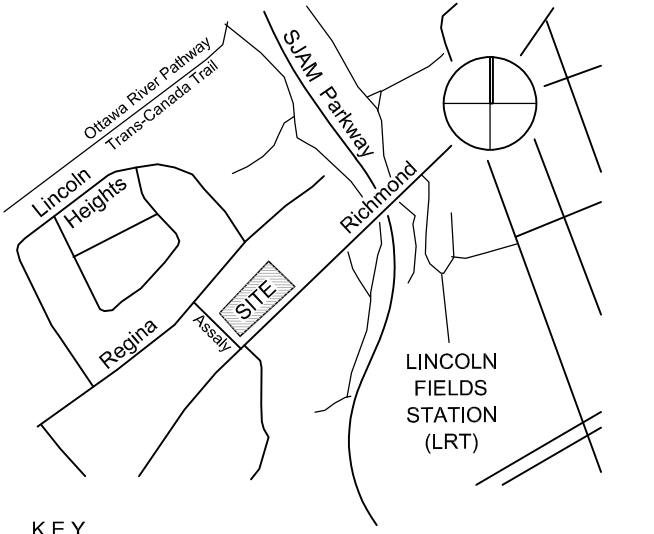 SJAM Parkway
Ottawa River Pathway
Trans-Canada Trail
Lincoln
Heights
Richmond
SITE
Assaly
Regina
LINCOLN
FIELDS
STATION
(LRT)
KEY